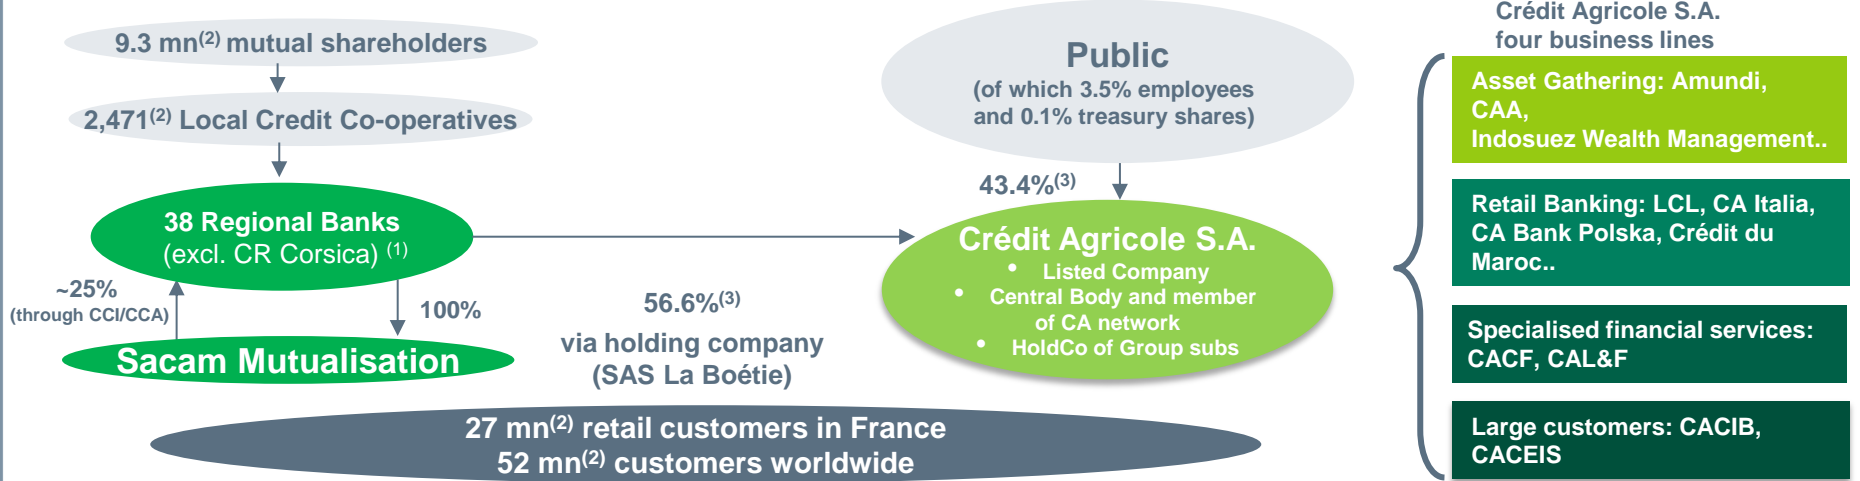 9.3 mn(2) mutual shareholders
2,471(2) Local Credit Co-operatives
38 Regional Banks
(excl. CR Corsica) (1)
~25%
(through CCI/CCA)
100%
Sacam Mutualisation
56.6%(3)
via holding company
(SAS La Boétie)
Public
(of which 3.5% employees
and 0.1% treasury shares)
43.4%(3)
Crédit Agricole S.A.
• Listed Company
• Central Body and member
of CA network
• HoldCo of Group subs
27 mn(2) retail customers in France
52 mn(2) customers worldwide
Crédit Agricole S.A.
four business lines
Asset Gathering: Amundi,
CAA,
Indosuez Wealth Management..
Retail Banking: LCL, CA Italia,
CA Bank Polska, Crédit du
Maroc..
Specialised financial services:
CACF, CAL&F
Large customers: CACIB,
CACEIS